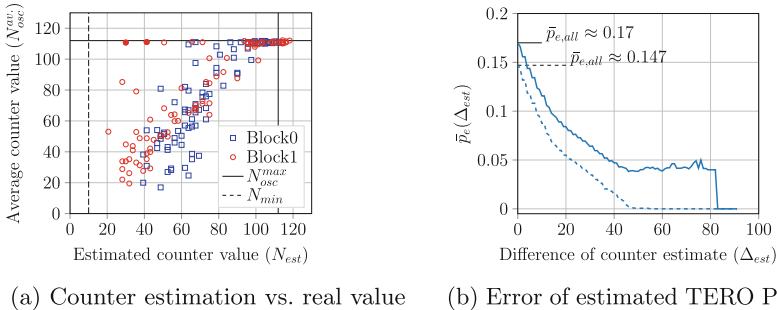 Average counter value (N_osc^av.)
120
100
80
60
40
20
0
Block0
Block1
N_osc^max
N_min
0 20 40 60 80 100 120
Estimated counter value (N_est)
(a) Counter estimation vs. real value
p̄_e(Δ_est)
0.2
0.15
0.1
0.05
0
p̄_e,all ≈ 0.17
p̄_e,all ≈ 0.147
0 20 40 60 80 100
Difference of counter estimate (Δ_est)
(b) Error of estimated TERO P